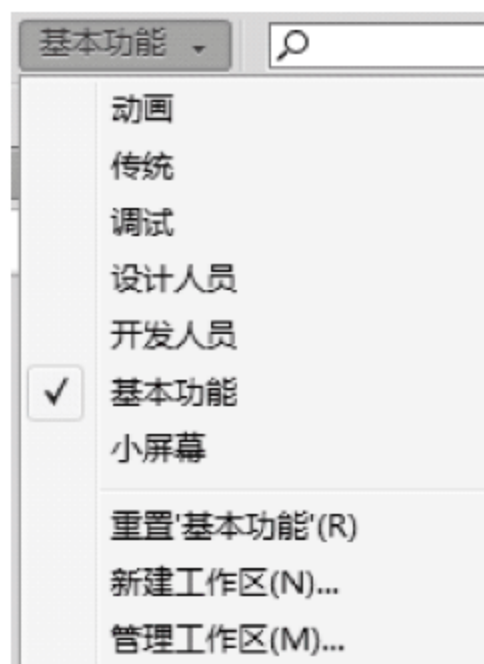 基本功能
动画
传统
调试
设计人员
开发人员
基本功能
小屏幕
重置'基本功能'(R)
新建工作区(N)...
管理工作区(M)...